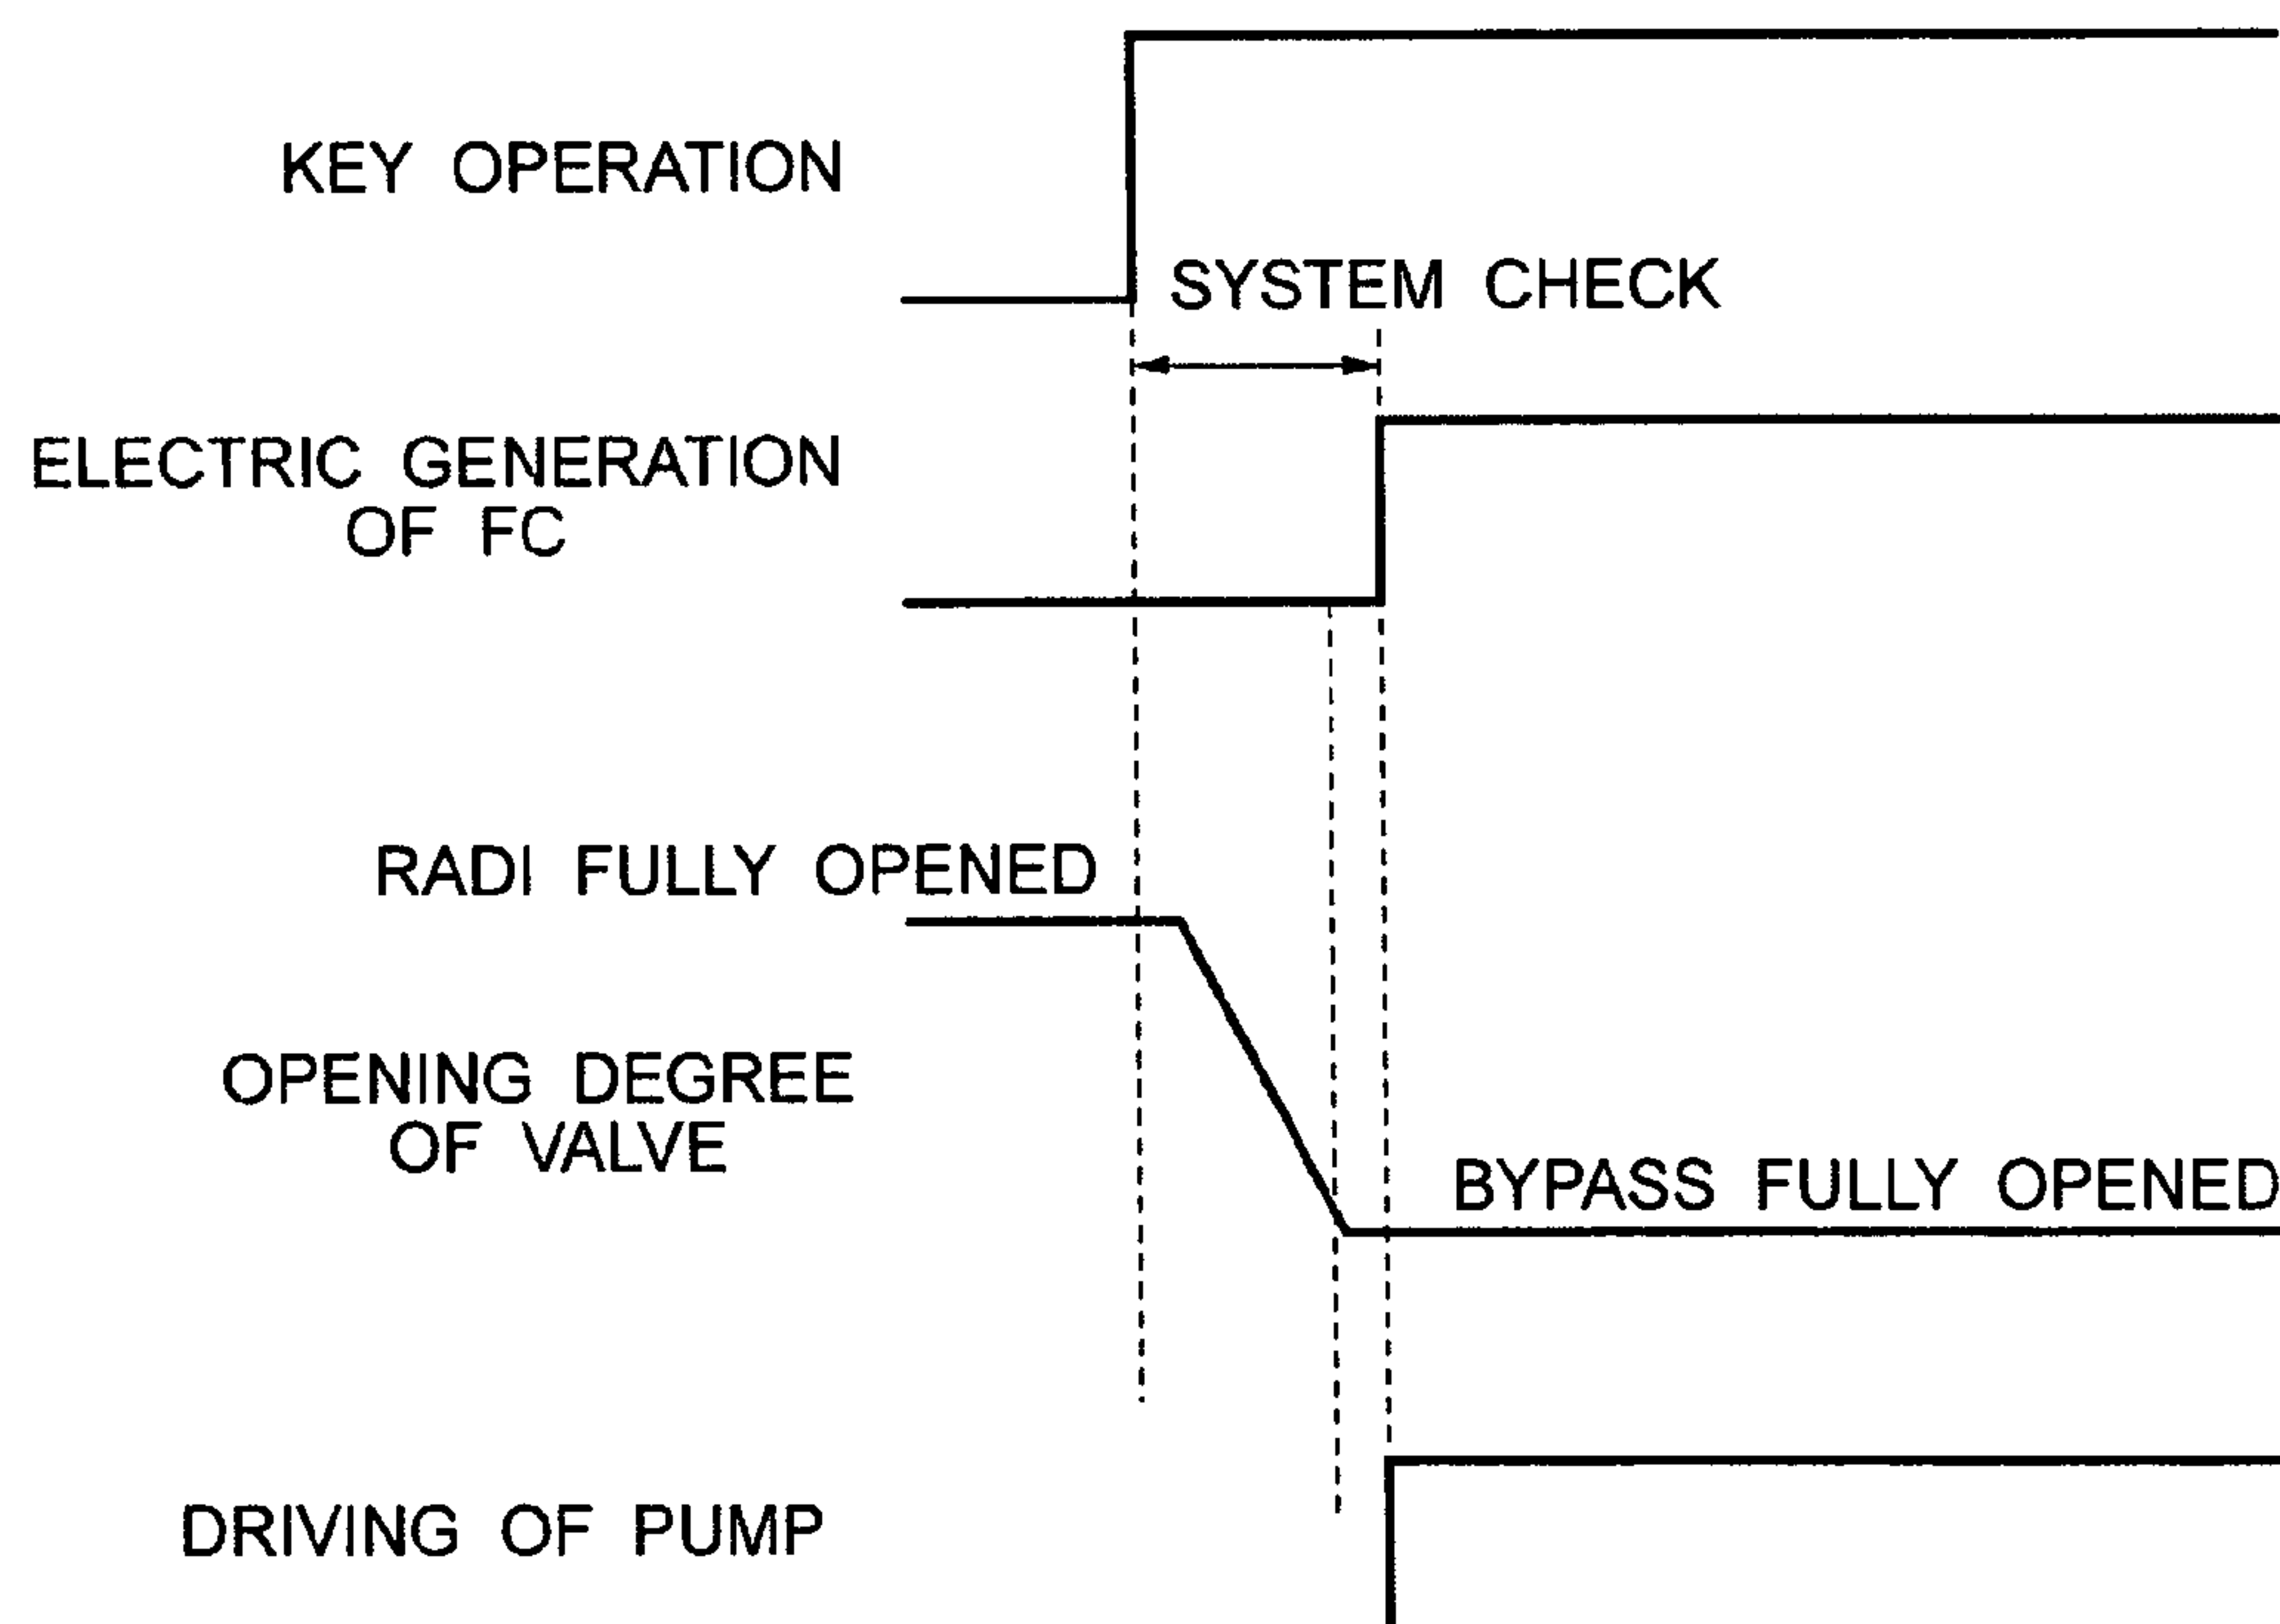 KEY OPERATION
SYSTEM CHECK
ELECTRIC GENERATION
OF FC
RADI FULLY OPENED
OPENING DEGREE
OF VALVE
BYPASS FULLY OPENED
DRIVING OF PUMP